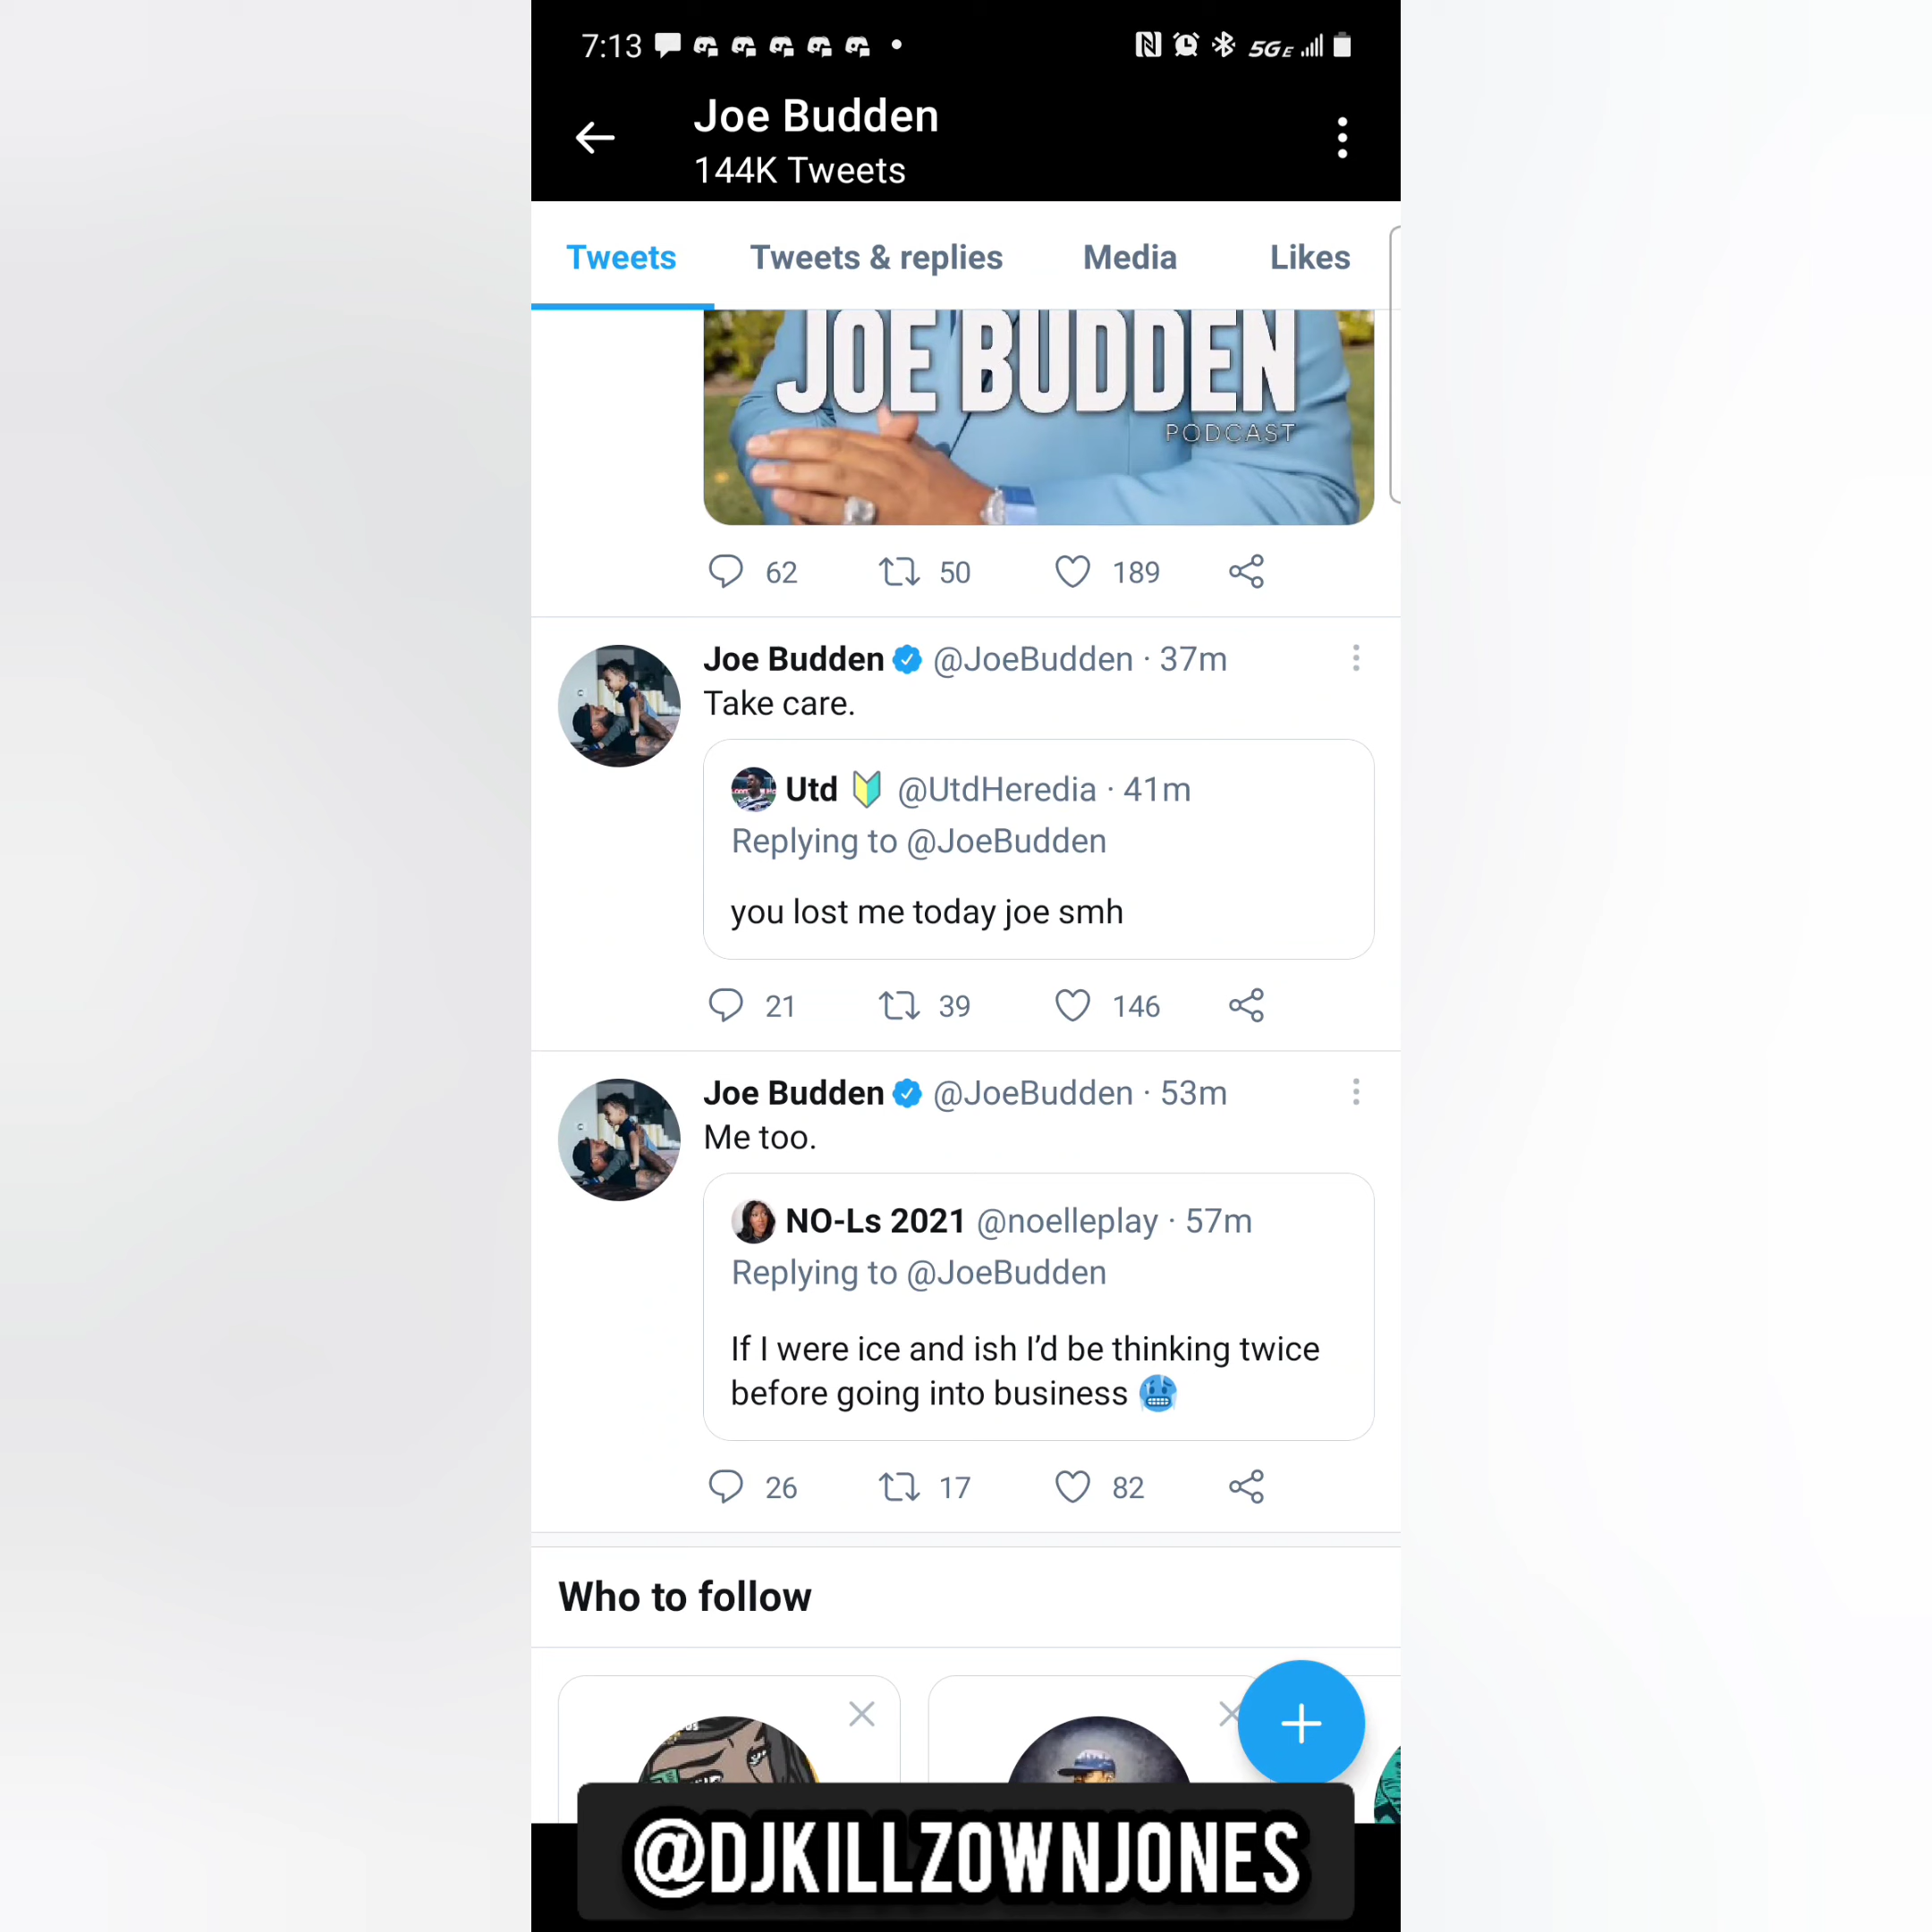 7:13
5GE
Joe Budden
144K Tweets
Tweets Tweets & replies Media Likes
JOE BUDDEN
PODCAST
62 50 189
Joe Budden @JoeBudden · 37m
Take care.
Utd 🔰 @UtdHeredia · 41m
Replying to @JoeBudden
you lost me today joe smh
21 39 146
Joe Budden @JoeBudden · 53m
Me too.
NO-Ls 2021 @noelleplay · 57m
Replying to @JoeBudden
If I were ice and ish I’d be thinking twice
before going into business 🥶
26 17 82
Who to follow
@DJKILLZOWNJONES